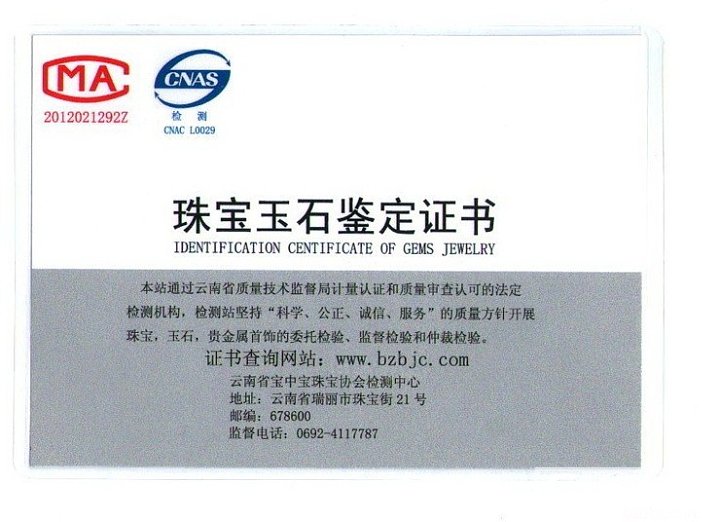 CMA
2012021292Z
CNAS
检 测
CNAC L0029
珠宝玉石鉴定证书
IDENTIFICATION CERTIFICATE OF GEMS JEWELRY
本站通过云南省质量技术监督局计量认证和质量审查认可的法定
检测机构，检测站坚持“科学、公正、诚信、服务”的质量方针开展
珠宝，玉石，贵金属首饰的委托检验、监督检验和仲裁检验。
证书查询网站：www.bzbjc.com
云南省宝中宝珠宝协会检测中心
地址：云南省瑞丽市珠宝街21号
邮编：678600
监督电话：0692-4117787